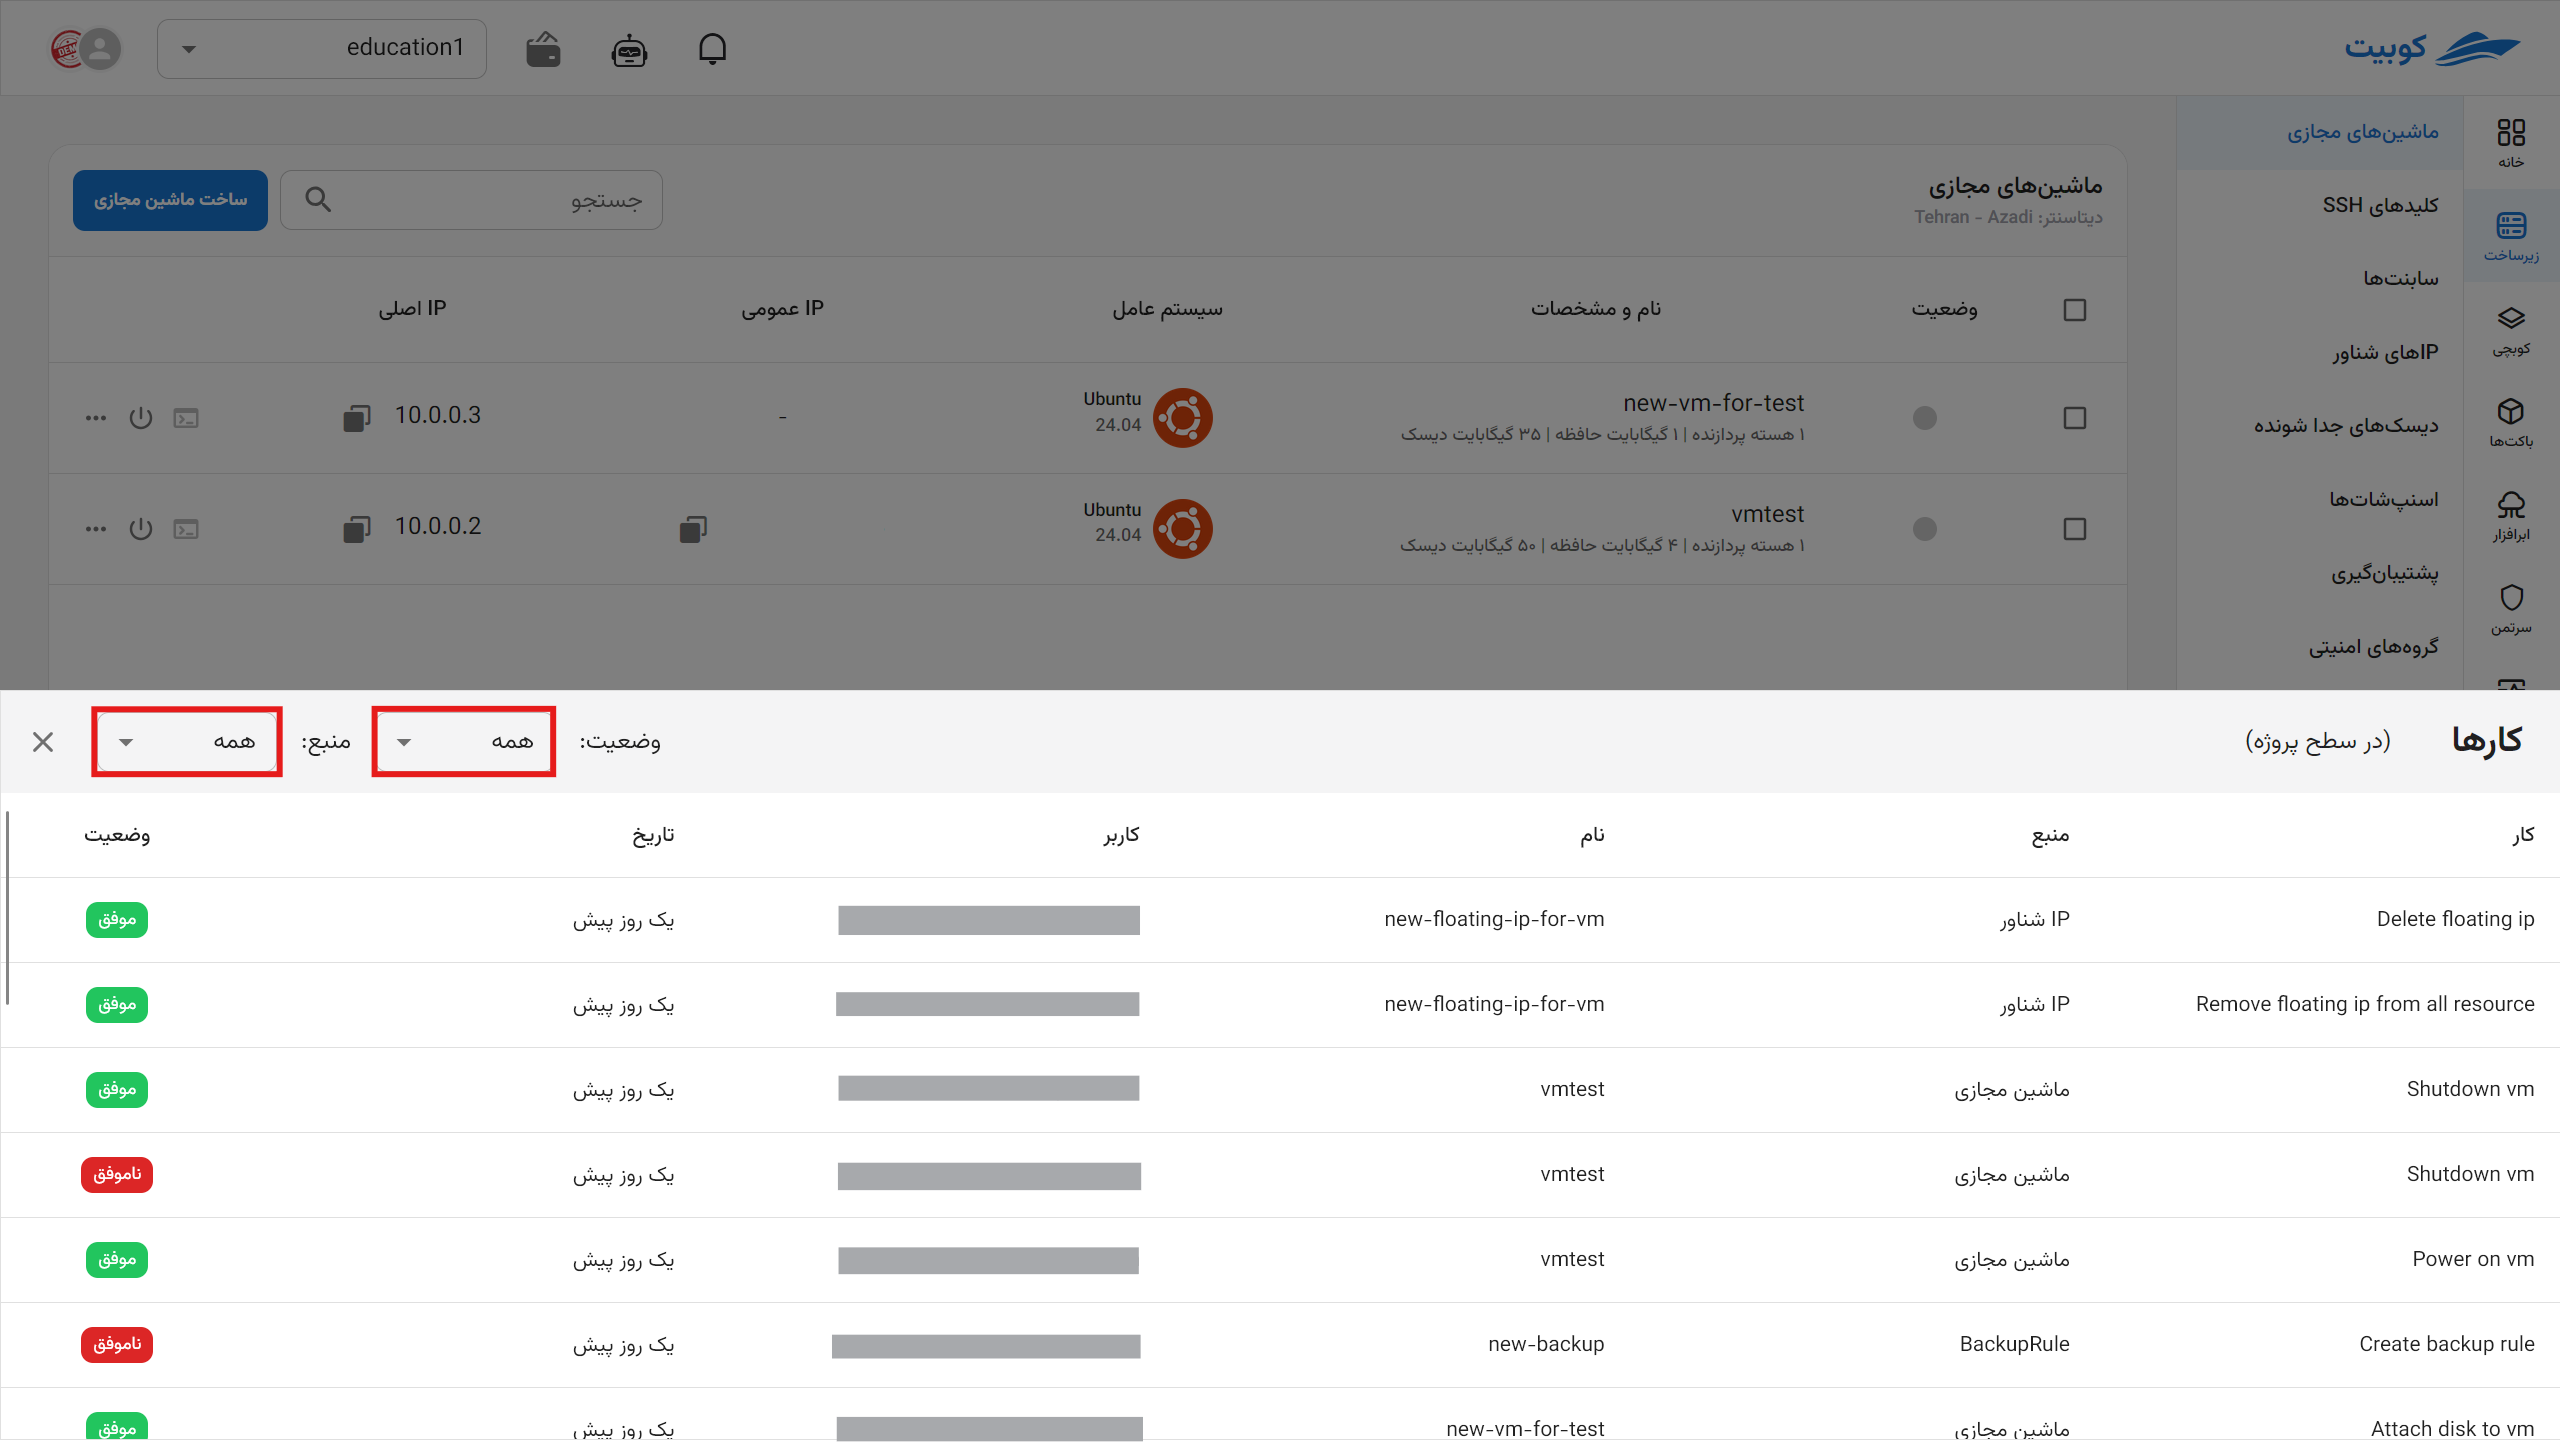 کوبیت
education1
خانه
زیرساخت
کوبچی
باکت‌ها
ابرافزار
سرتمن
ماشین‌های مجازی
کلیدهای SSH
سابنت‌ها
IPهای شناور
دیسک‌های جدا شونده
اسنپ‌شات‌ها
پشتیبان‌گیری
گروه‌های امنیتی
ماشین‌های مجازی
دیتاسنتر: Tehran - Azadi
جستجو
ساخت ماشین مجازی
وضعیت نام و مشخصات سیستم عامل IP عمومی IP اصلی
new-vm-for-test Ubuntu - 10.0.0.3
۱ هسته پردازنده | ۱ گیگابایت حافظه | ۳۵ گیگابایت دیسک 24.04
vmtest Ubuntu 10.0.0.2
۱ هسته پردازنده | ۴ گیگابایت حافظه | ۵۰ گیگابایت دیسک 24.04
کارها (در سطح پروژه) وضعیت: همه منبع: همه
کار منبع نام کاربر تاریخ وضعیت
Delete floating ip IP شناور new-floating-ip-for-vm یک روز پیش موفق
Remove floating ip from all resource IP شناور new-floating-ip-for-vm یک روز پیش موفق
Shutdown vm ماشین مجازی vmtest یک روز پیش موفق
Shutdown vm ماشین مجازی vmtest یک روز پیش ناموفق
Power on vm ماشین مجازی vmtest یک روز پیش موفق
Create backup rule BackupRule new-backup یک روز پیش ناموفق
Attach disk to vm ماشین مجازی new-vm-for-test یک روز پیش موفق